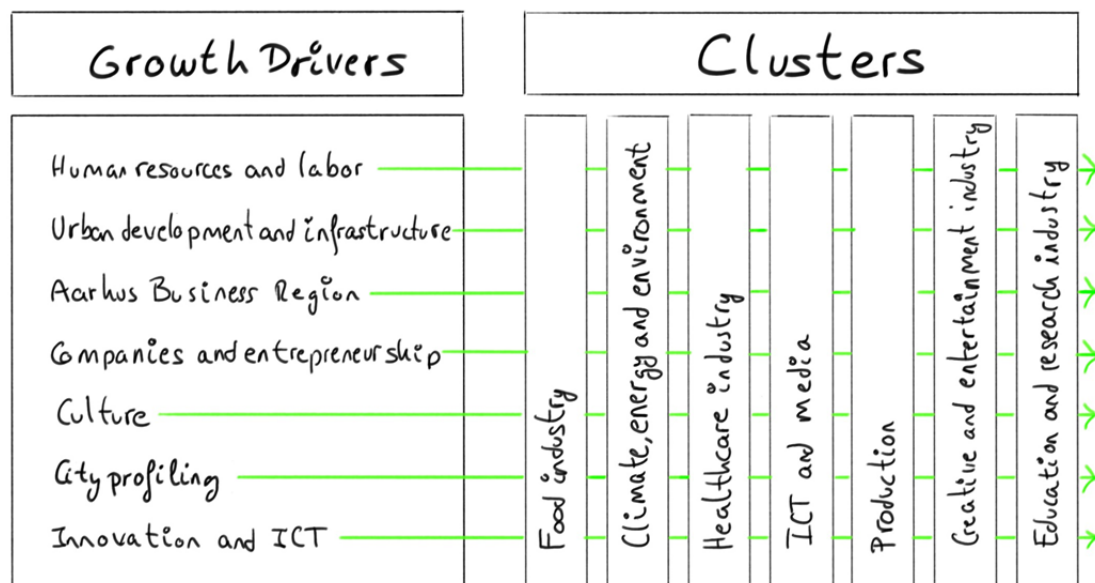 Growth Drivers
Clusters
Human resources and labor
Urban development and infrastructure
Aarhus Business Region
Companies and entrepreneurship
Culture
City profiling
Innovation and ICT
Food industry
Climate, energy and environment
Healthcare industry
ICT and media
Production
Creative and entertainment industry
Education and research industry